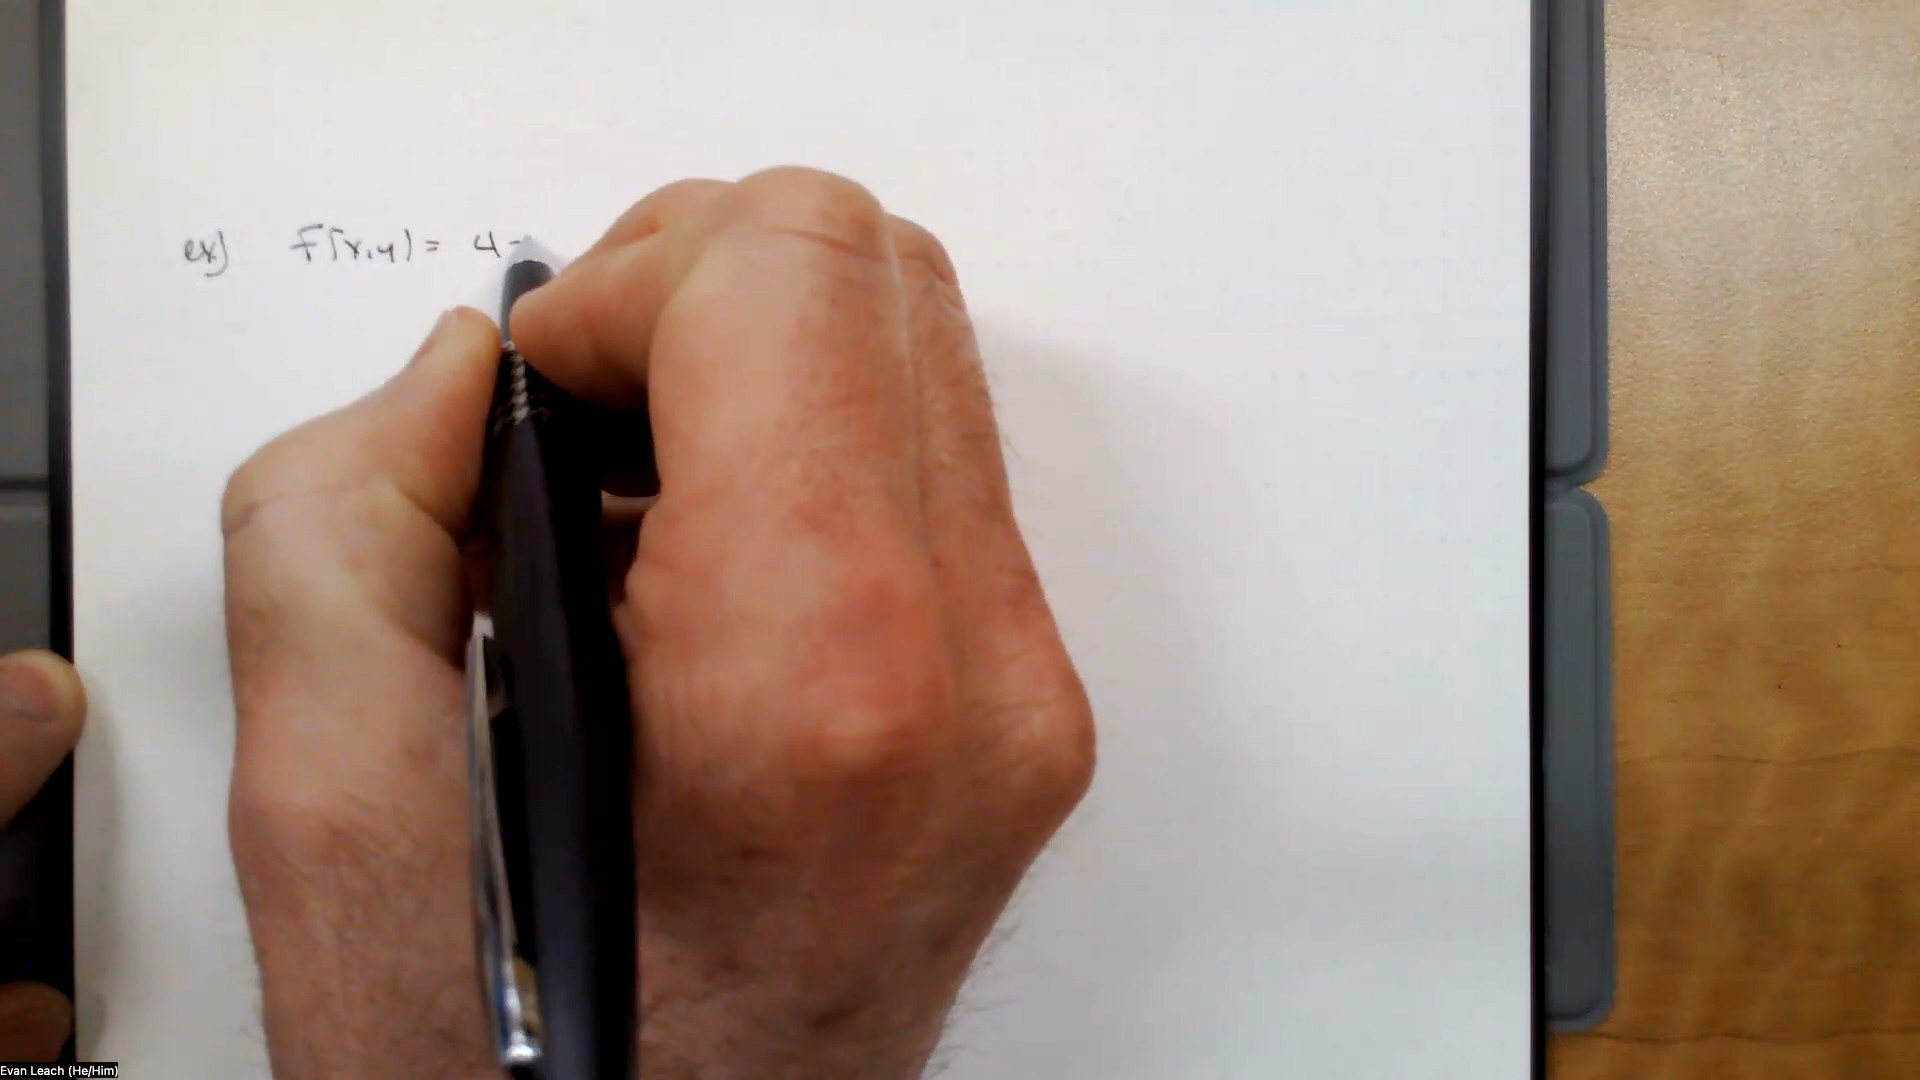 ex) f(x,y) = 4 -
Evan Leach (He/Him)